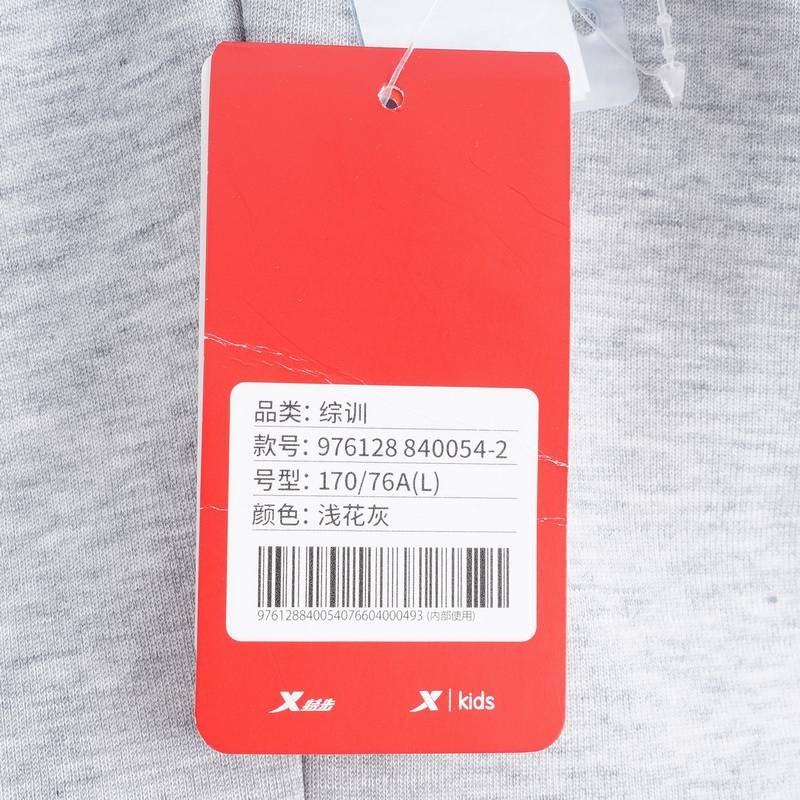 品类：综训
款号：976128 840054-2
号型：170/76A(L)
颜色：浅花灰
976128840054076604000493 (内部使用)
X 特步
X | kids